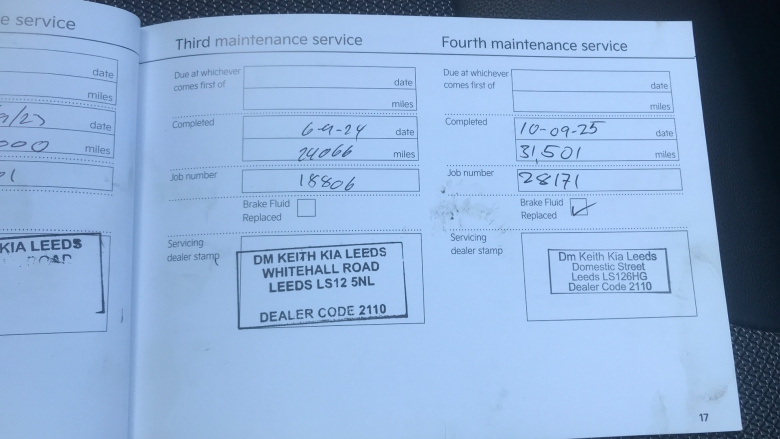 e service
date
miles
9/23
date
000
miles
KIA LEEDS
ROAD
Third maintenance service
Due at whichever
comes first of
date
miles
Completed
6-9-24
date
24066
miles
Job number
18806
Brake Fluid
Replaced
Servicing
dealer stamp
DM KEITH KIA LEEDS
WHITEHALL ROAD
LEEDS LS12 5NL
DEALER CODE 2110
Fourth maintenance service
Due at whichever
comes first of
date
miles
Completed
10-09-25
date
31,501
miles
Job number
28171
Brake Fluid
Replaced
Servicing
dealer stamp
Dm Keith Kia Leeds
Domestic Street
Leeds LS126HG
Dealer Code 2110
17